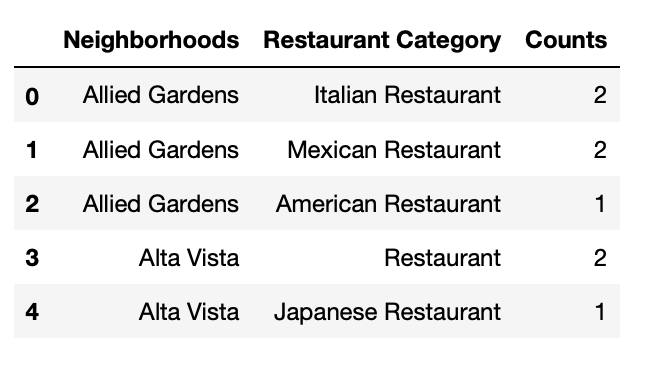 Neighborhoods Restaurant Category Counts
0 Allied Gardens Italian Restaurant 2
1 Allied Gardens Mexican Restaurant 2
2 Allied Gardens American Restaurant 1
3 Alta Vista Restaurant 2
4 Alta Vista Japanese Restaurant 1